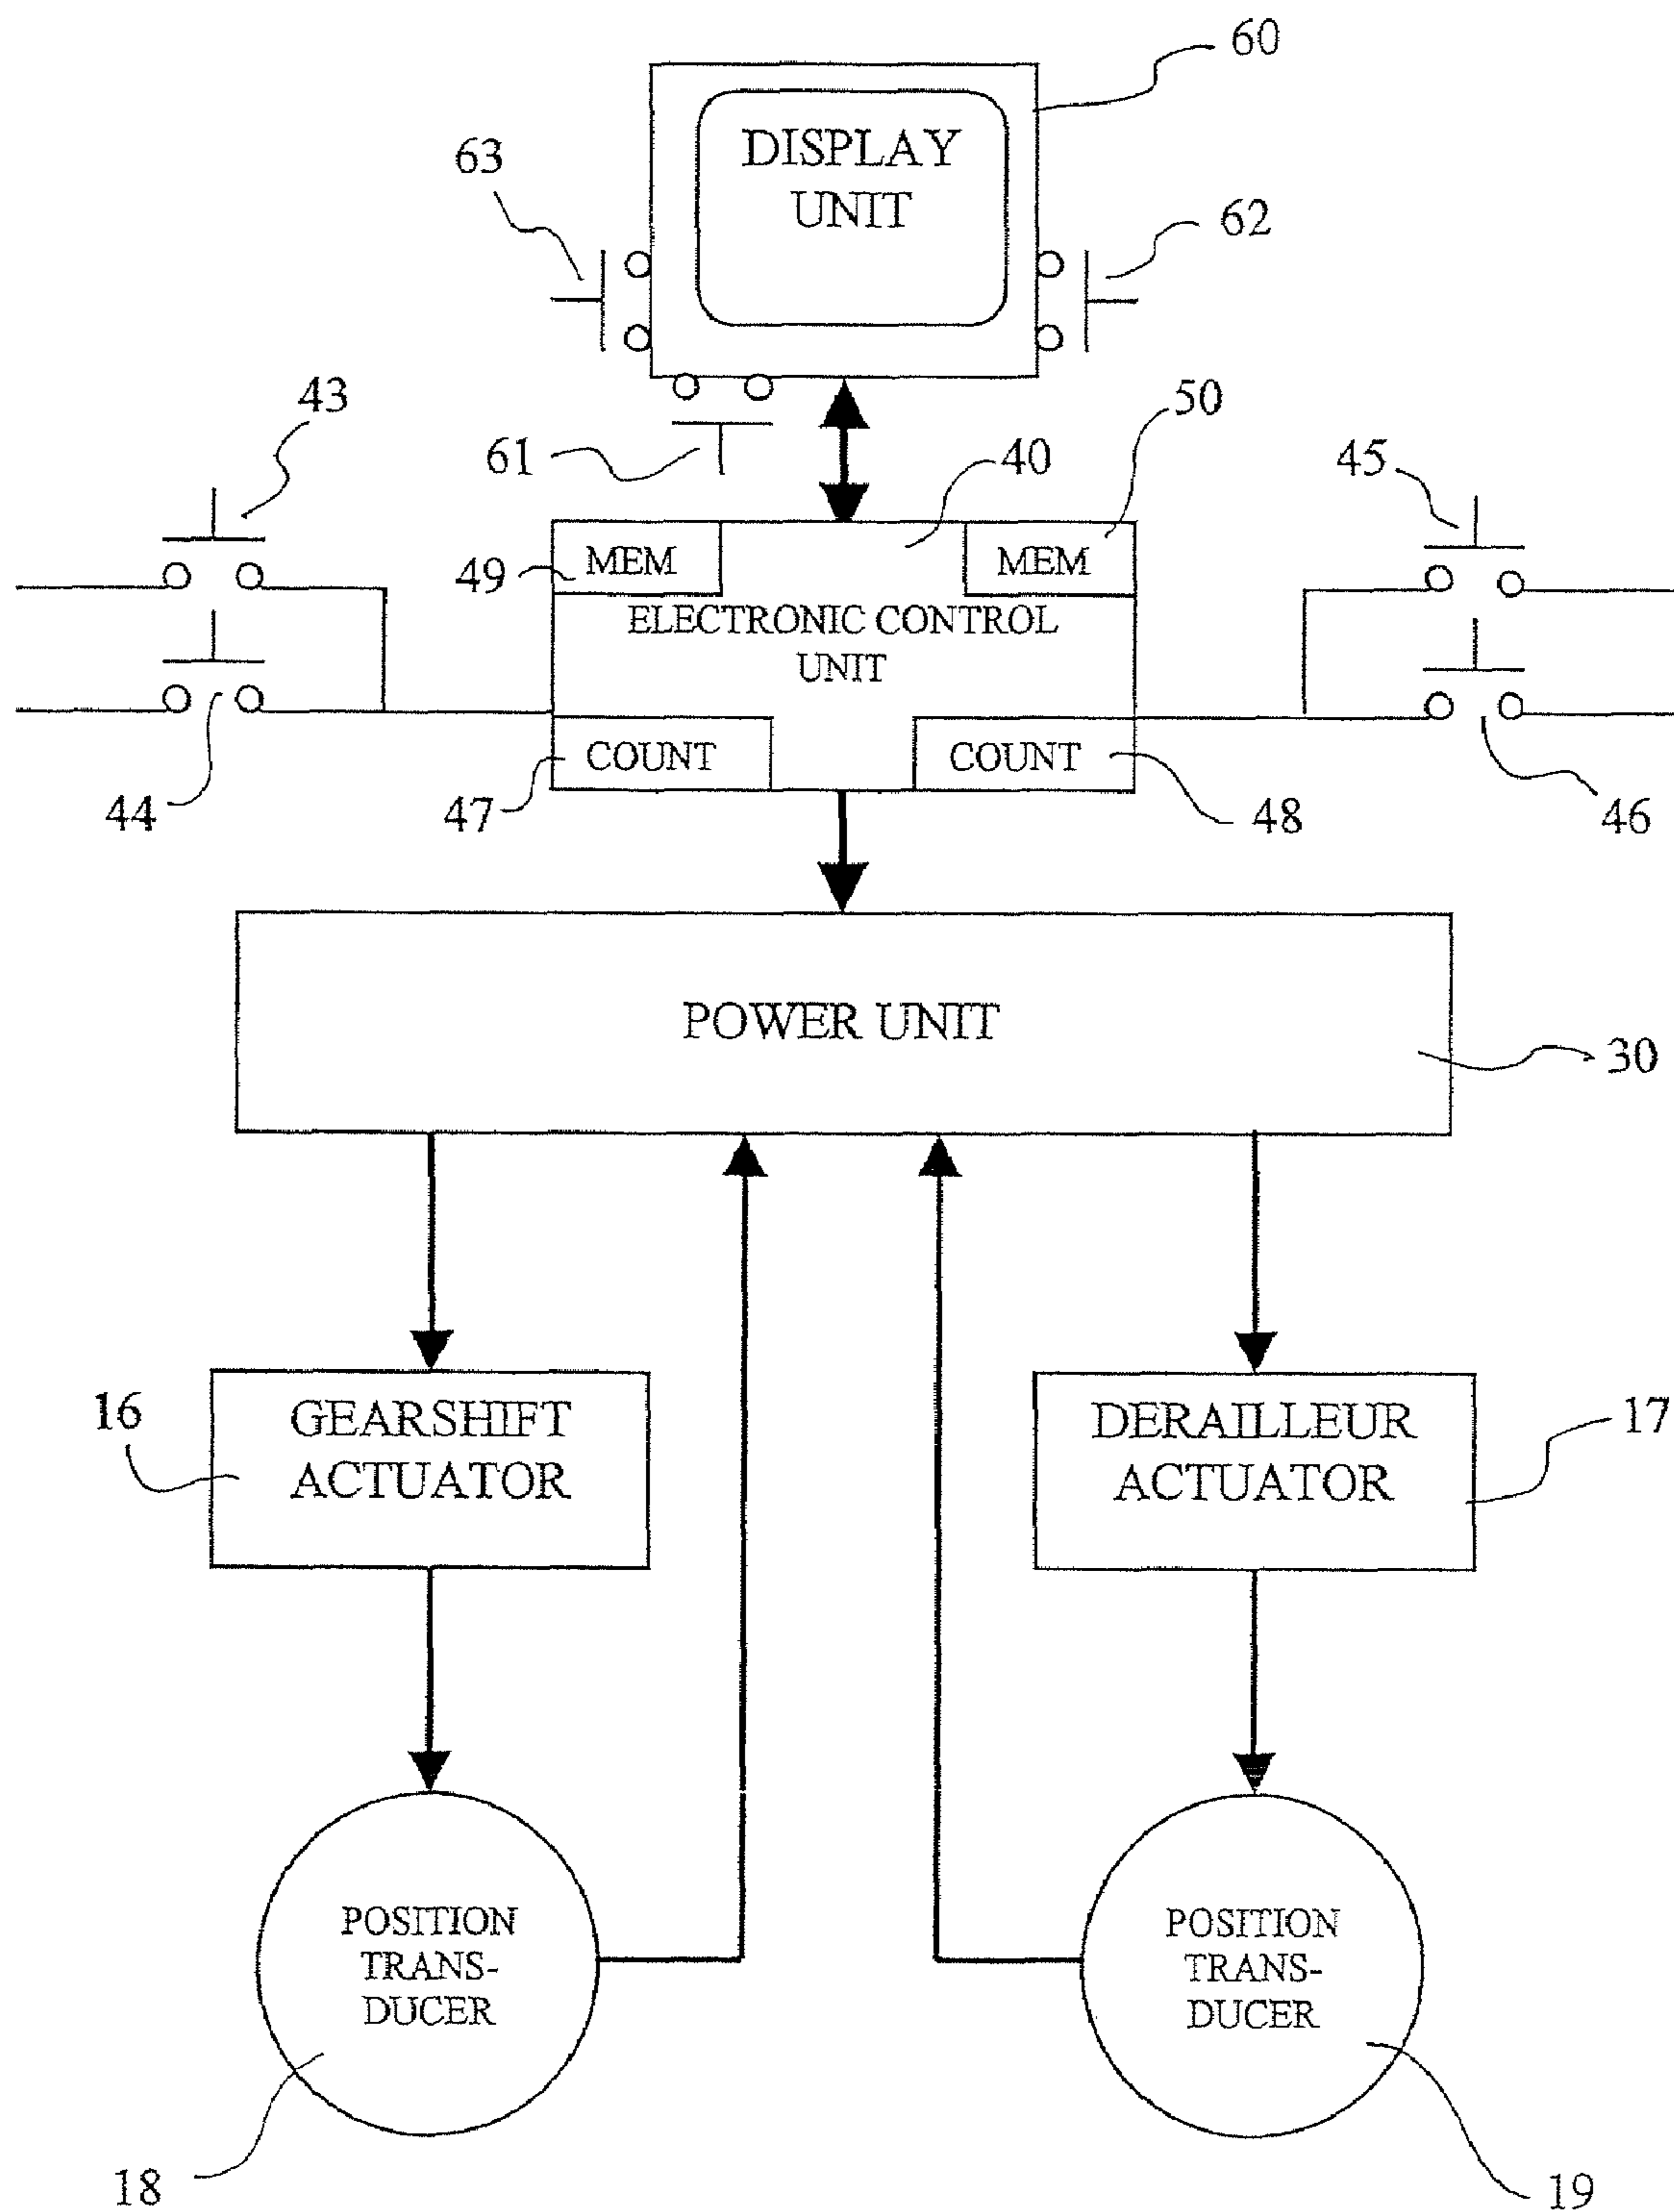 60
DISPLAY
UNIT
63
62
43
61
50
40
45
49
MEM
MEM
ELECTRONIC CONTROL
UNIT
44
47
COUNT
COUNT
48
46
POWER UNIT
30
16
GEARSHIFT
ACTUATOR
DERAILLEUR
ACTUATOR
17
POSITION
TRANS-
DUCER
POSITION
TRANS-
DUCER
18
19